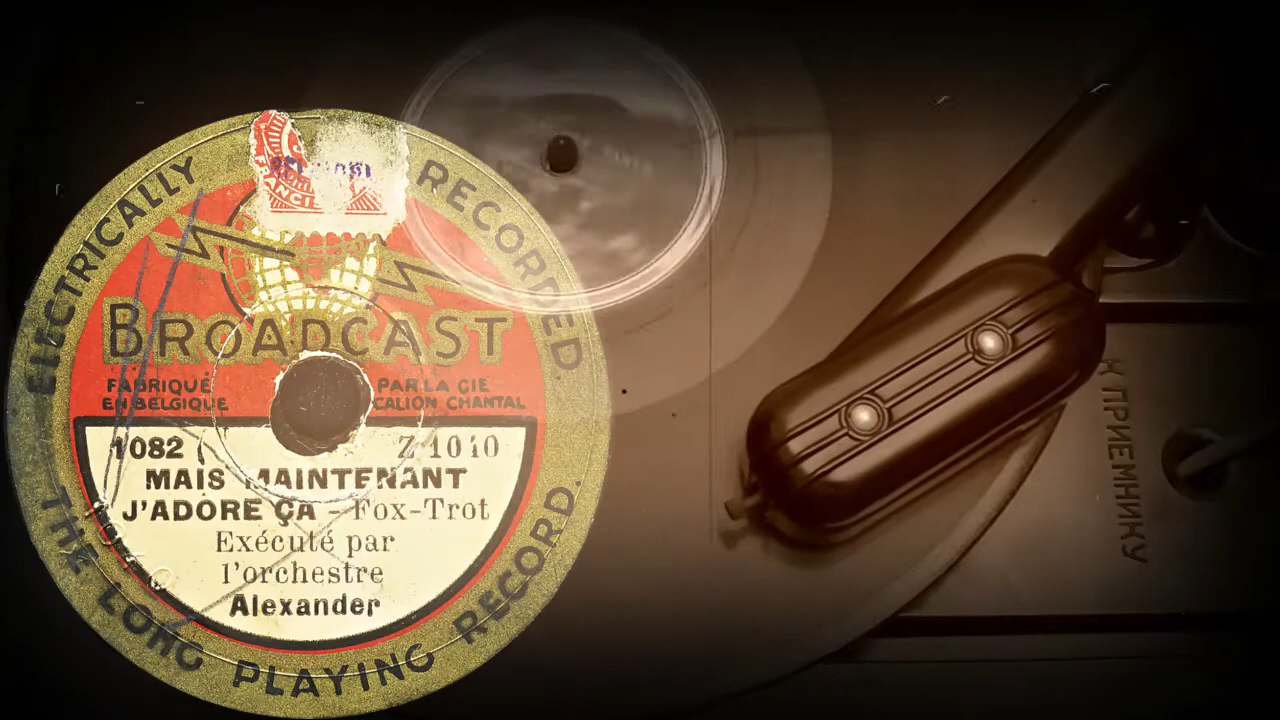 ELECTRICALLY RECORDED
BROADCAST
FABRIQUÉ PAR LA CIE
EN BELGIQUE CALION CHANTAL
1082 Z 1010
MAIS MAINTENANT
J'ADORE ÇA – Fox-Trot
Exécuté par
l'orchestre
Alexander
THE LONG PLAYING RECORD.
К ПРИЕМНИКУ